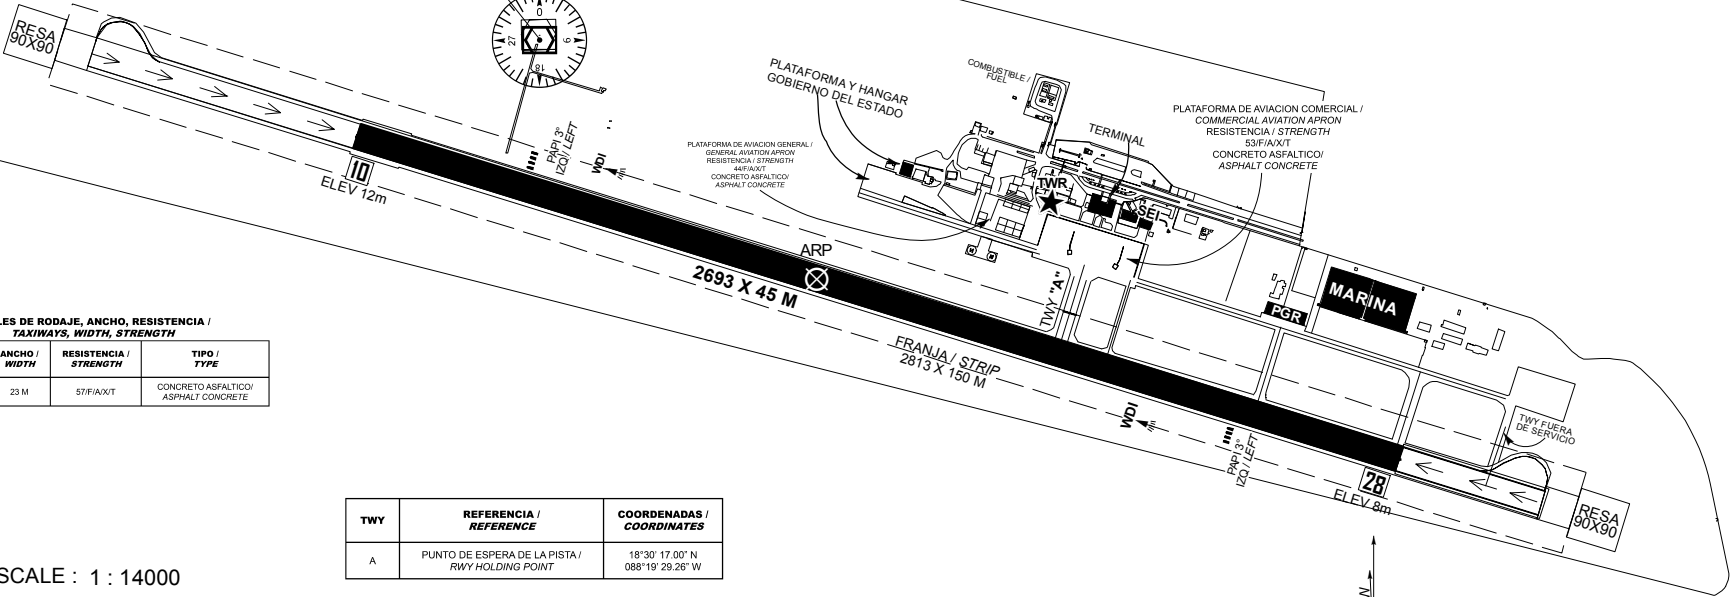 RESA
90X90
0
9
18
27
PLATAFORMA Y HANGAR
GOBIERNO DEL ESTADO
COMBUSTIBLE /
FUEL
PLATAFORMA DE AVIACION COMERCIAL /
COMMERCIAL AVIATION APRON
RESISTENCIA / STRENGTH
53/F/A/X/T
CONCRETO ASFALTICO/
ASPHALT CONCRETE
TERMINAL
PLATAFORMA DE AVIACION GENERAL /
GENERAL AVIATION APRON
RESISTENCIA / STRENGTH
44/F/A/X/T
CONCRETO ASFALTICO/
ASPHALT CONCRETE
PAPI 3°
IZQ / LEFT
WDI
10
ELEV 12m
TWR
SEI
ARP
2693 X 45 M
TWY "A"
PGR
MARINA
FRANJA / STRIP
2813 X 150 M
WDI
PAPI 3°
IZQ / LEFT
TWY FUERA
DE SERVICIO
28
ELEV 8m
RESA
90X90
DE RODAJE, ANCHO, RESISTENCIA /
TAXIWAYS, WIDTH, STRENGTH
ANCHO / RESISTENCIA / TIPO /
WIDTH STRENGTH TYPE
23 M 57/F/A/X/T CONCRETO ASFALTICO/
ASPHALT CONCRETE
TWY REFERENCIA / COORDENADAS /
REFERENCE COORDINATES
A PUNTO DE ESPERA DE LA PISTA / 18°30' 17.00" N
RWY HOLDING POINT 088°19' 29.26" W
SCALE : 1 : 14000